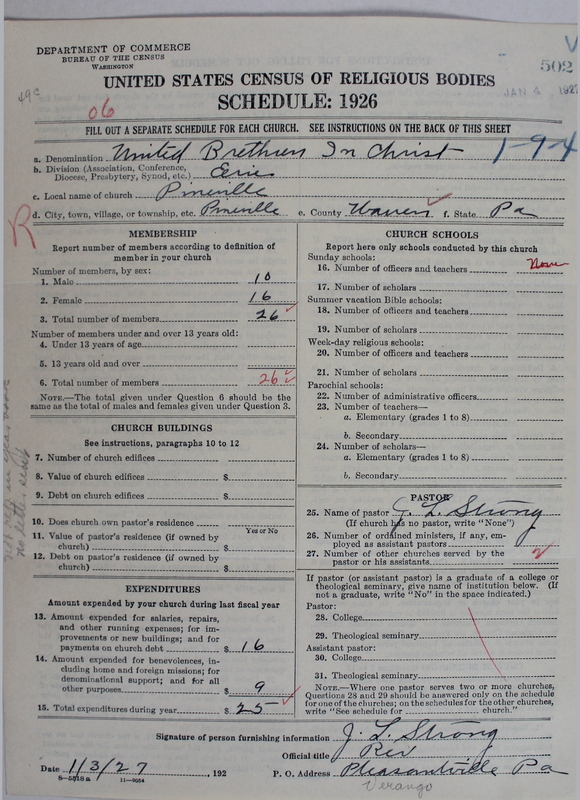 DEPARTMENT OF COMMERCE
BUREAU OF THE CENSUS
WASHINGTON
502
JAN 4 1927
49c
UNITED STATES CENSUS OF RELIGIOUS BODIES
SCHEDULE: 1926
06
FILL OUT A SEPARATE SCHEDULE FOR EACH CHURCH. SEE INSTRUCTIONS ON THE BACK OF THIS SHEET
a. Denomination United Brethren In Christ 1-9-4
b. Division (Association, Conference, Diocese, Presbytery, Synod, etc.) Erie
c. Local name of church Pineville
d. City, town, village, or township, etc. Pineville e. County Warren f. State Pa
R
MEMBERSHIP
Report number of members according to definition of
member in your church
Number of members, by sex:
1. Male 10
2. Female 16
3. Total number of members 26
Number of members under and over 13 years old:
4. Under 13 years of age
5. 13 years old and over
6. Total number of members 26
NOTE.—The total given under Question 6 should be the
same as the total of males and females given under Question 3.
CHURCH BUILDINGS
See instructions, paragraphs 10 to 12
7. Number of church edifices
8. Value of church edifices $
9. Debt on church edifices $
10. Does church own pastor's residence
Yes or No
11. Value of pastor's residence (if owned by
church) $
12. Debt on pastor's residence (if owned by
church) $
EXPENDITURES
Amount expended by your church during last fiscal year
13. Amount expended for salaries, repairs,
and other running expenses; for im-
provements or new buildings; and for
payments on church debt $ 16
14. Amount expended for benevolences, in-
cluding home and foreign missions; for
denominational support; and for all
other purposes $ 9
15. Total expenditures during year $ 25
CHURCH SCHOOLS
Report here only schools conducted by this church
Sunday schools:
16. Number of officers and teachers None
17. Number of scholars
Summer vacation Bible schools:
18. Number of officers and teachers
19. Number of scholars
Week-day religious schools:
20. Number of officers and teachers
21. Number of scholars
Parochial schools:
22. Number of administrative officers
23. Number of teachers—
a. Elementary (grades 1 to 8)
b. Secondary
24. Number of scholars—
a. Elementary (grades 1 to 8)
b. Secondary
PASTOR
25. Name of pastor J. L. Strong
(If church has no pastor, write "None")
26. Number of ordained ministers, if any, em-
ployed as assistant pastors
27. Number of other churches served by the
pastor or his assistants 2
If pastor (or assistant pastor) is a graduate of a college or
theological seminary, give name of institution below. (If
not a graduate, write "No" in the space indicated.)
Pastor:
28. College
29. Theological seminary
Assistant pastor:
30. College
31. Theological seminary
NOTE.—Where one pastor serves two or more churches,
Questions 28 and 29 should be answered only on the schedule
for one of the churches; on the schedules for the other churches,
write "See schedule for church."
Signature of person furnishing information J. L. Strong
Official title Rev
Date 1/3/27, 192 P. O. Address Pleasantville Pa
11—9054
Venango